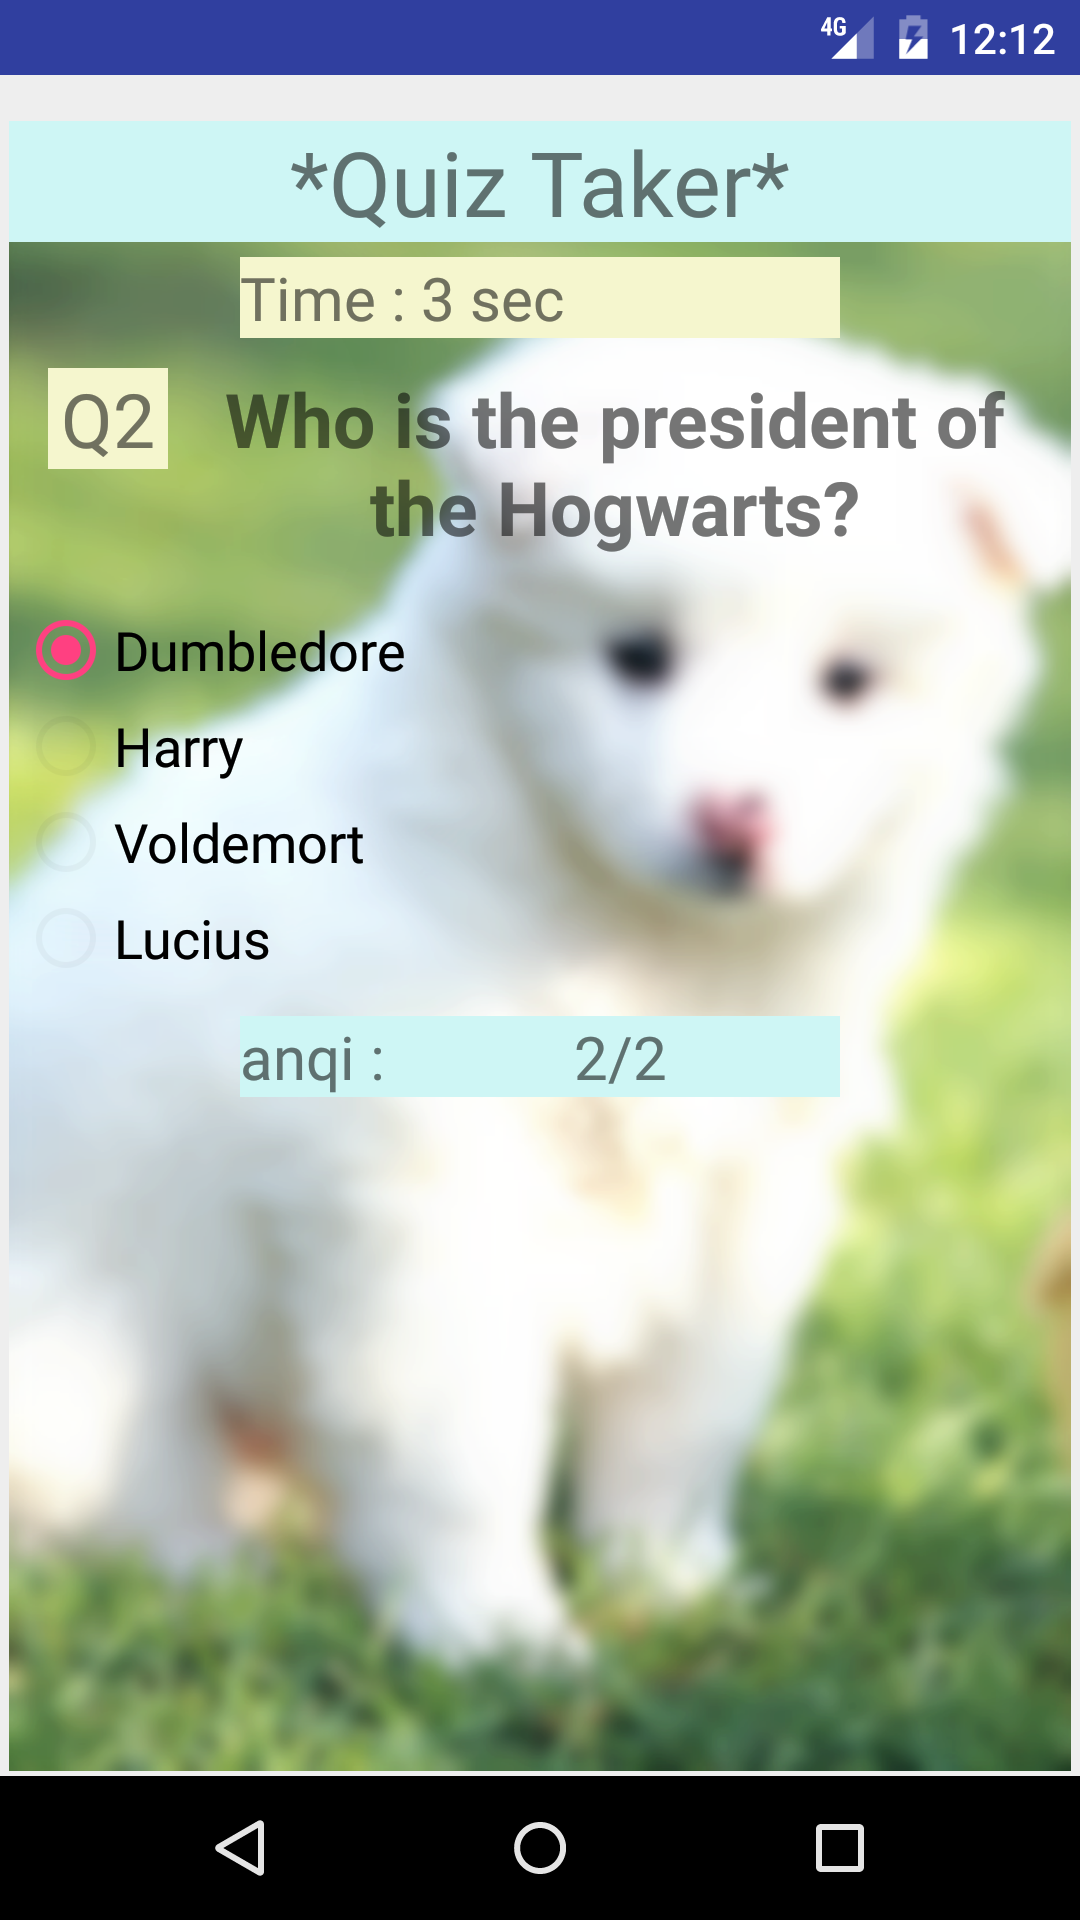 4G 12:12
*Quiz Taker*
Time : 3 sec
Q2 Who is the president of
the Hogwarts?
Dumbledore
Harry
Voldemort
Lucius
anqi : 2/2